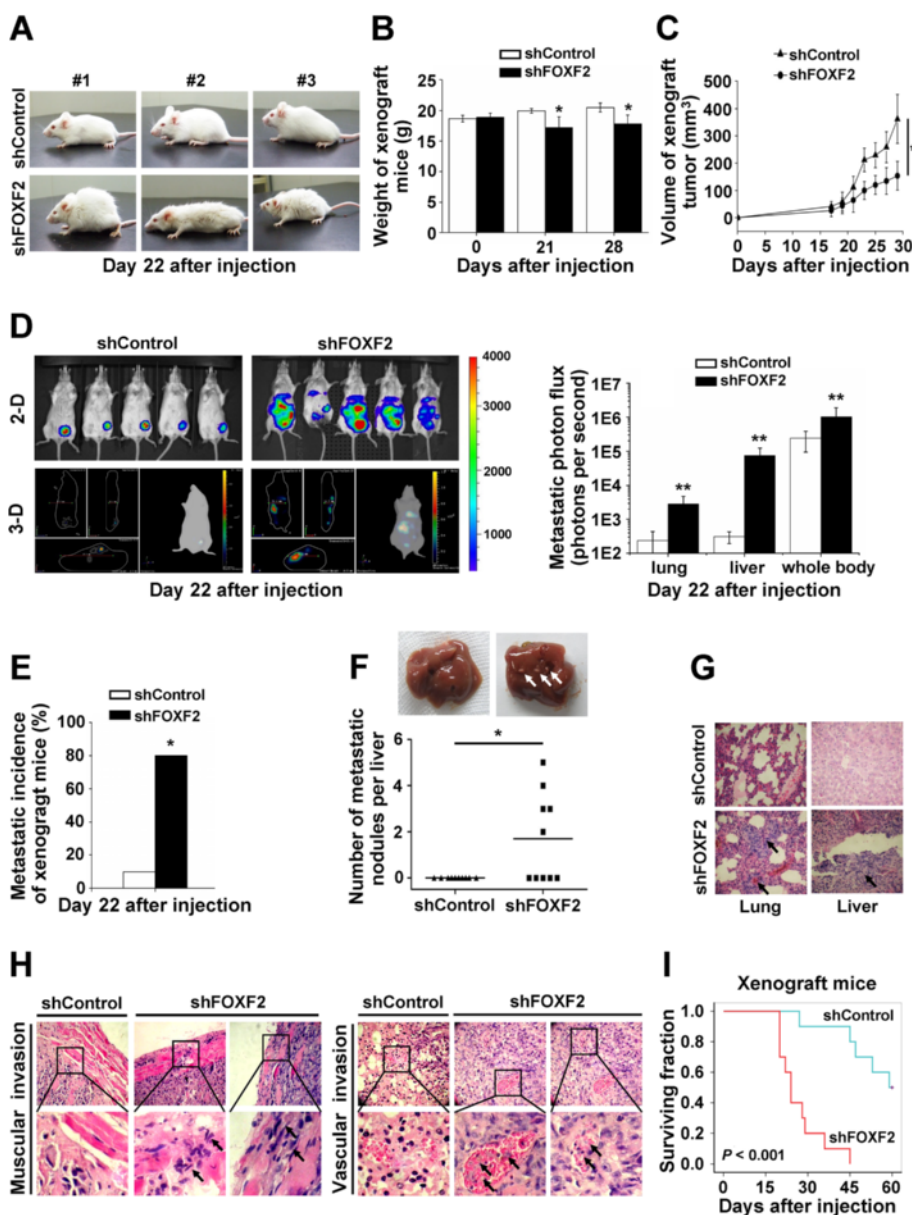 A
#1 #2 #3
shControl
shFOXF2
Day 22 after injection
B
shControl
shFOXF2
Weight of xenograft
mice (g)
25
20
15
10
5
0
* *
0 21 28
Days after injection
C
shControl
shFOXF2
Volume of xenograft
tumor (mm3)
500
400
300
200
100
0
0 5 10 15 20 25 30
Days after injection
D
shControl shFOXF2
2-D
3-D
4000
3000
2000
1000
0
Day 22 after injection
shControl
shFOXF2
Metastatic photon flux
(photons per second)
1E7
1E6
1E5
1E4
1E3
1E2
** ** **
lung liver whole body
Day 22 after injection
E
shControl
shFOXF2
Metastatic incidence
of xenogragt mice (%)
80
60
40
20
0
*
Day 22 after injection
F
Number of metastatic
nodules per liver
6
4
2
0
*
shControl shFOXF2
G
shControl
shFOXF2
Lung Liver
H
shControl shFOXF2
Muscular invasion
shControl shFOXF2
Vascular invasion
I
Xenograft mice
Surviving fraction
1.0
0.8
0.6
0.4
0.2
0.0
shControl
shFOXF2
P < 0.001
0 15 30 45 60
Days after injection